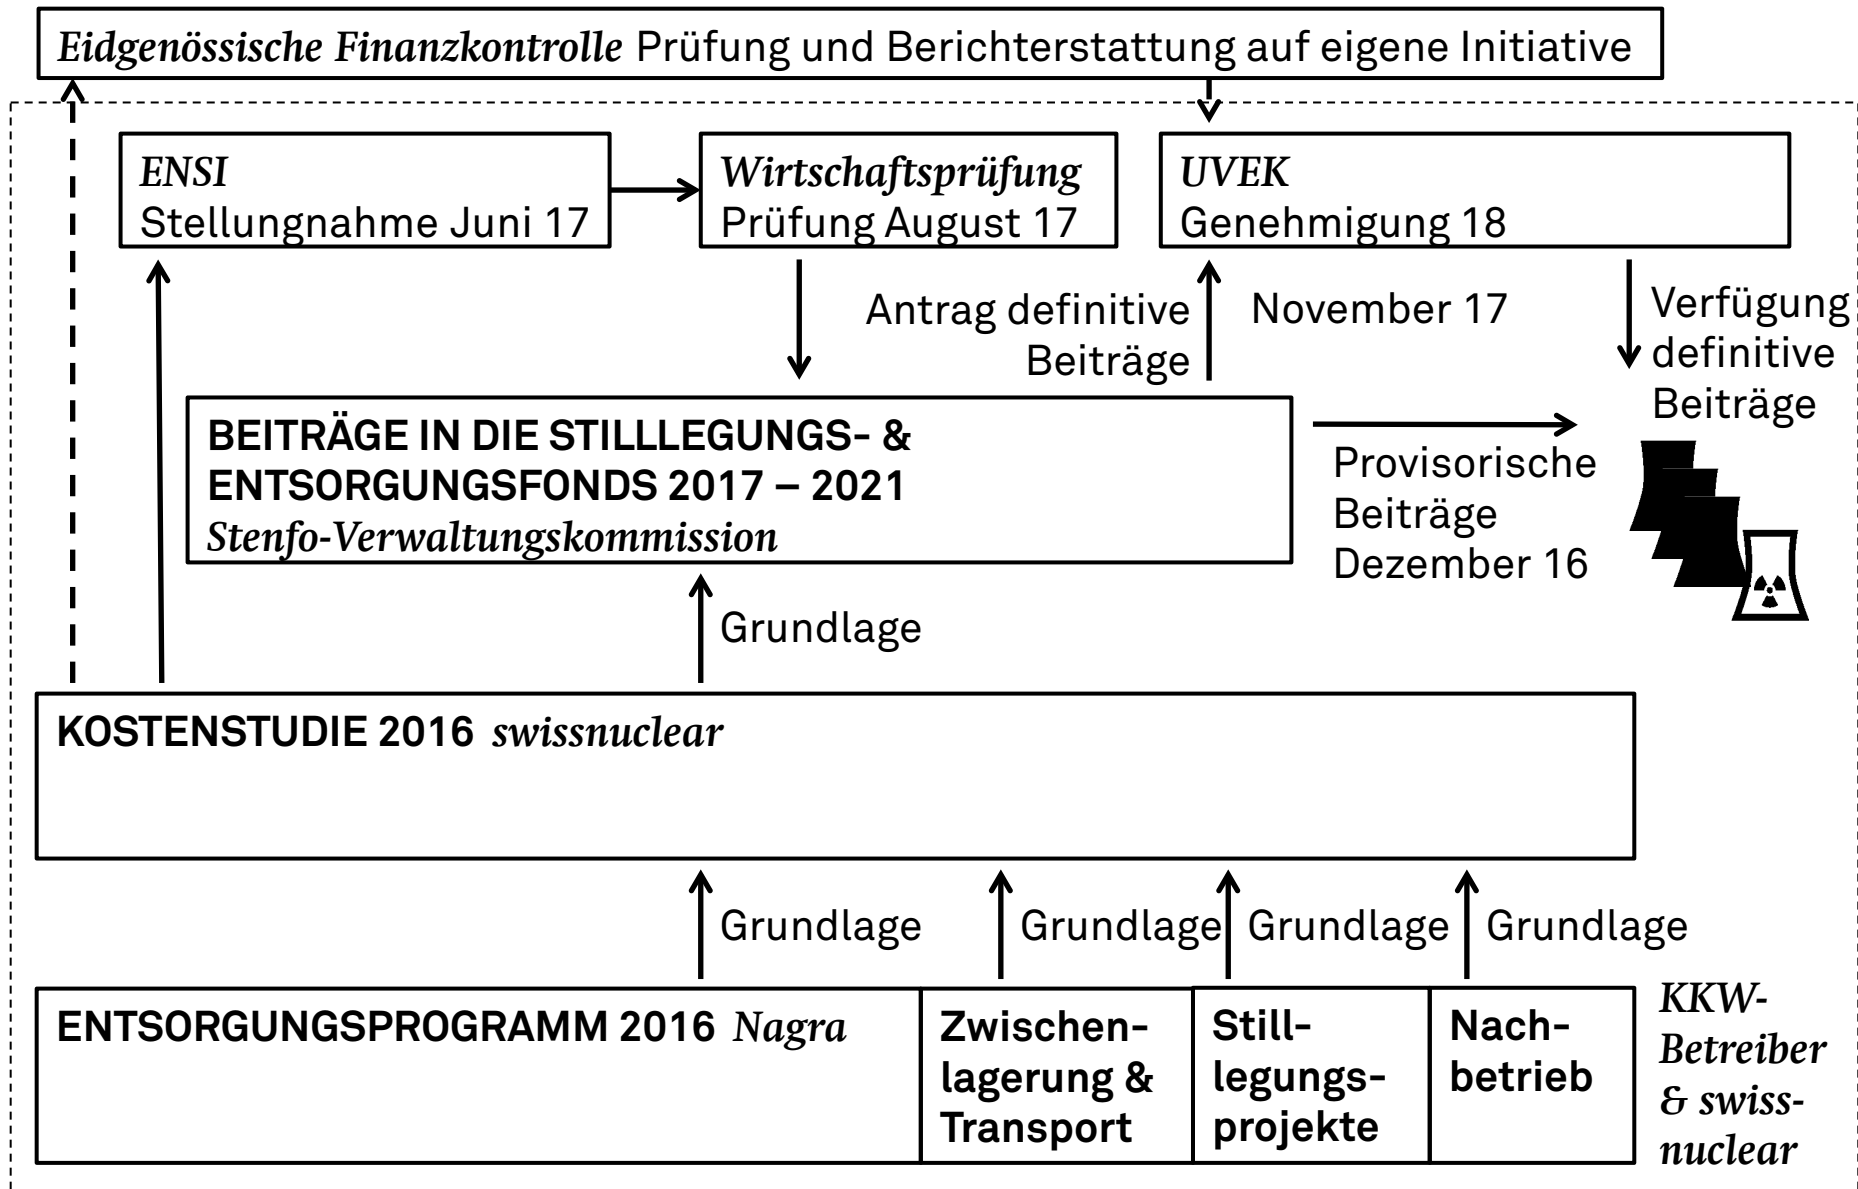 Eidgenössische Finanzkontrolle Prüfung und Berichterstattung auf eigene Initiative
ENSI
Stellungnahme Juni 17
Wirtschaftsprüfung
Prüfung August 17
UVEK
Genehmigung 18
Antrag definitive
Beiträge
November 17
Verfügung
definitive
Beiträge
BEITRÄGE IN DIE STILLLEGUNGS- &
ENTSORGUNGSFONDS 2017 – 2021
Stenfo-Verwaltungskommission
Provisorische
Beiträge
Dezember 16
Grundlage
KOSTENSTUDIE 2016 swissnuclear
Grundlage
Grundlage
Grundlage
Grundlage
ENTSORGUNGSPROGRAMM 2016 Nagra
Zwischen-
lagerung &
Transport
Still-
legungs-
projekte
Nach-
betrieb
KKW-
Betreiber
& swiss-
nuclear